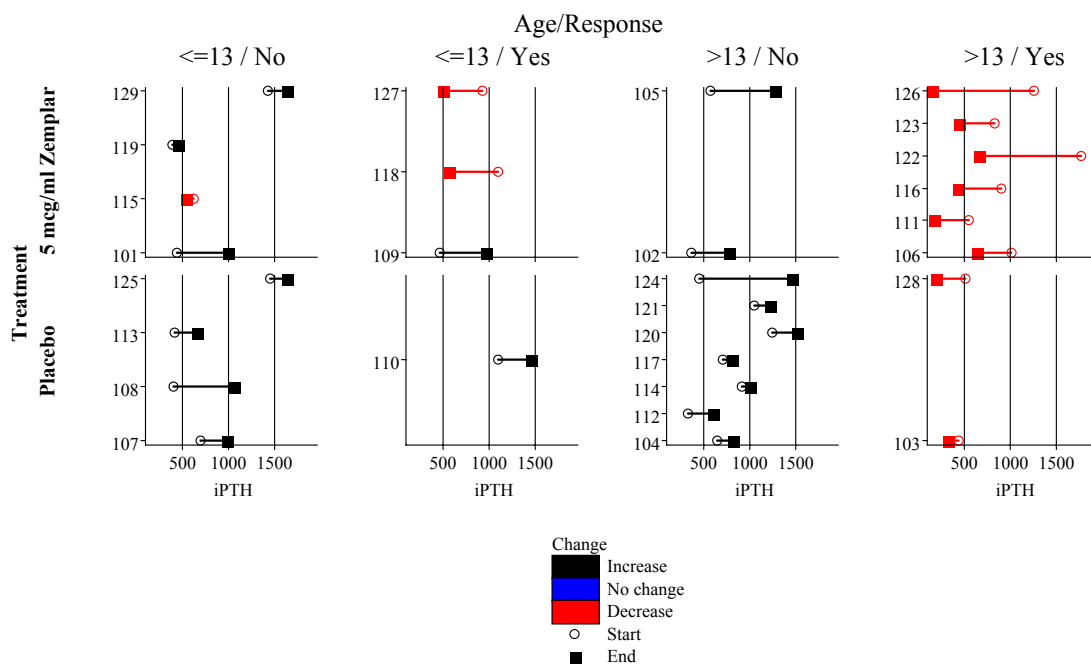 Age/Response
<=13 / No
<=13 / Yes
>13 / No
>13 / Yes
Treatment
5 mcg/ml Zemplar
129
119
115
101
127
118
109
105
102
126
123
122
116
111
106
Placebo
125
113
108
107
110
124
121
120
117
114
112
104
128
103
500 1000 1500
500 1000 1500
500 1000 1500
500 1000 1500
iPTH
iPTH
iPTH
iPTH
Change
Increase
No change
Decrease
Start
End